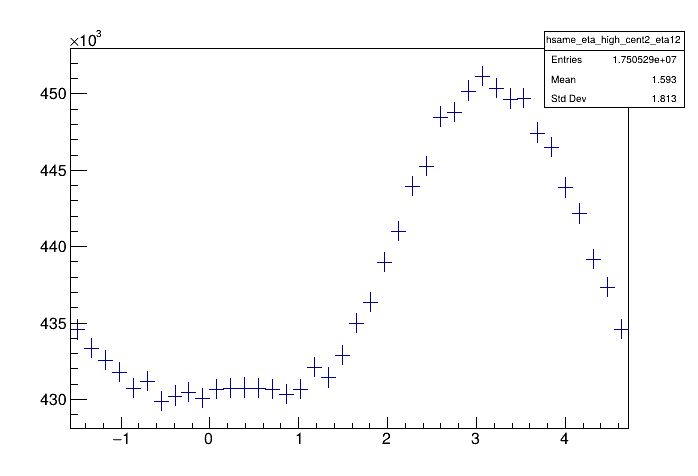 ×10³
hsame_eta_high_cent2_eta12
Entries 1.750529e+07
Mean 1.593
Std Dev 1.813
450
445
440
435
430
−1 0 1 2 3 4